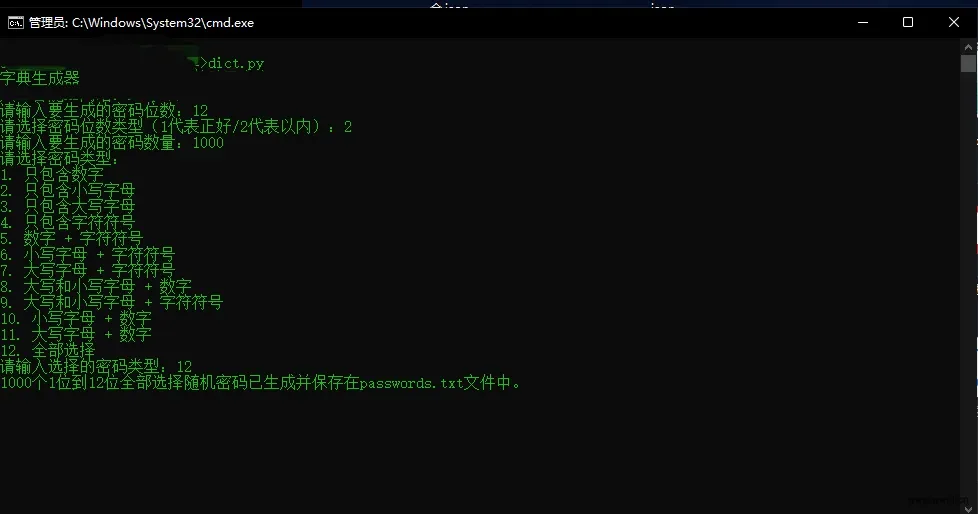 管理员: C:\Windows\System32\cmd.exe
>dict.py
字典生成器
请输入要生成的密码位数：12
请选择密码位数类型（1代表正好/2代表以内）：2
请输入要生成的密码数量：1000
请选择密码类型：
1. 只包含数字
2. 只包含小写字母
3. 只包含大写字母
4. 只包含字符符号
5. 数字 + 字符符号
6. 小写字母 + 字符符号
7. 大写字母 + 字符符号
8. 大写和小写字母 + 数字
9. 大写和小写字母 + 字符符号
10. 小写字母 + 数字
11. 大写字母 + 数字
12. 全部选择
请输入选择的密码类型：12
1000个1位到12位全部选择随机密码已生成并保存在passwords.txt文件中。